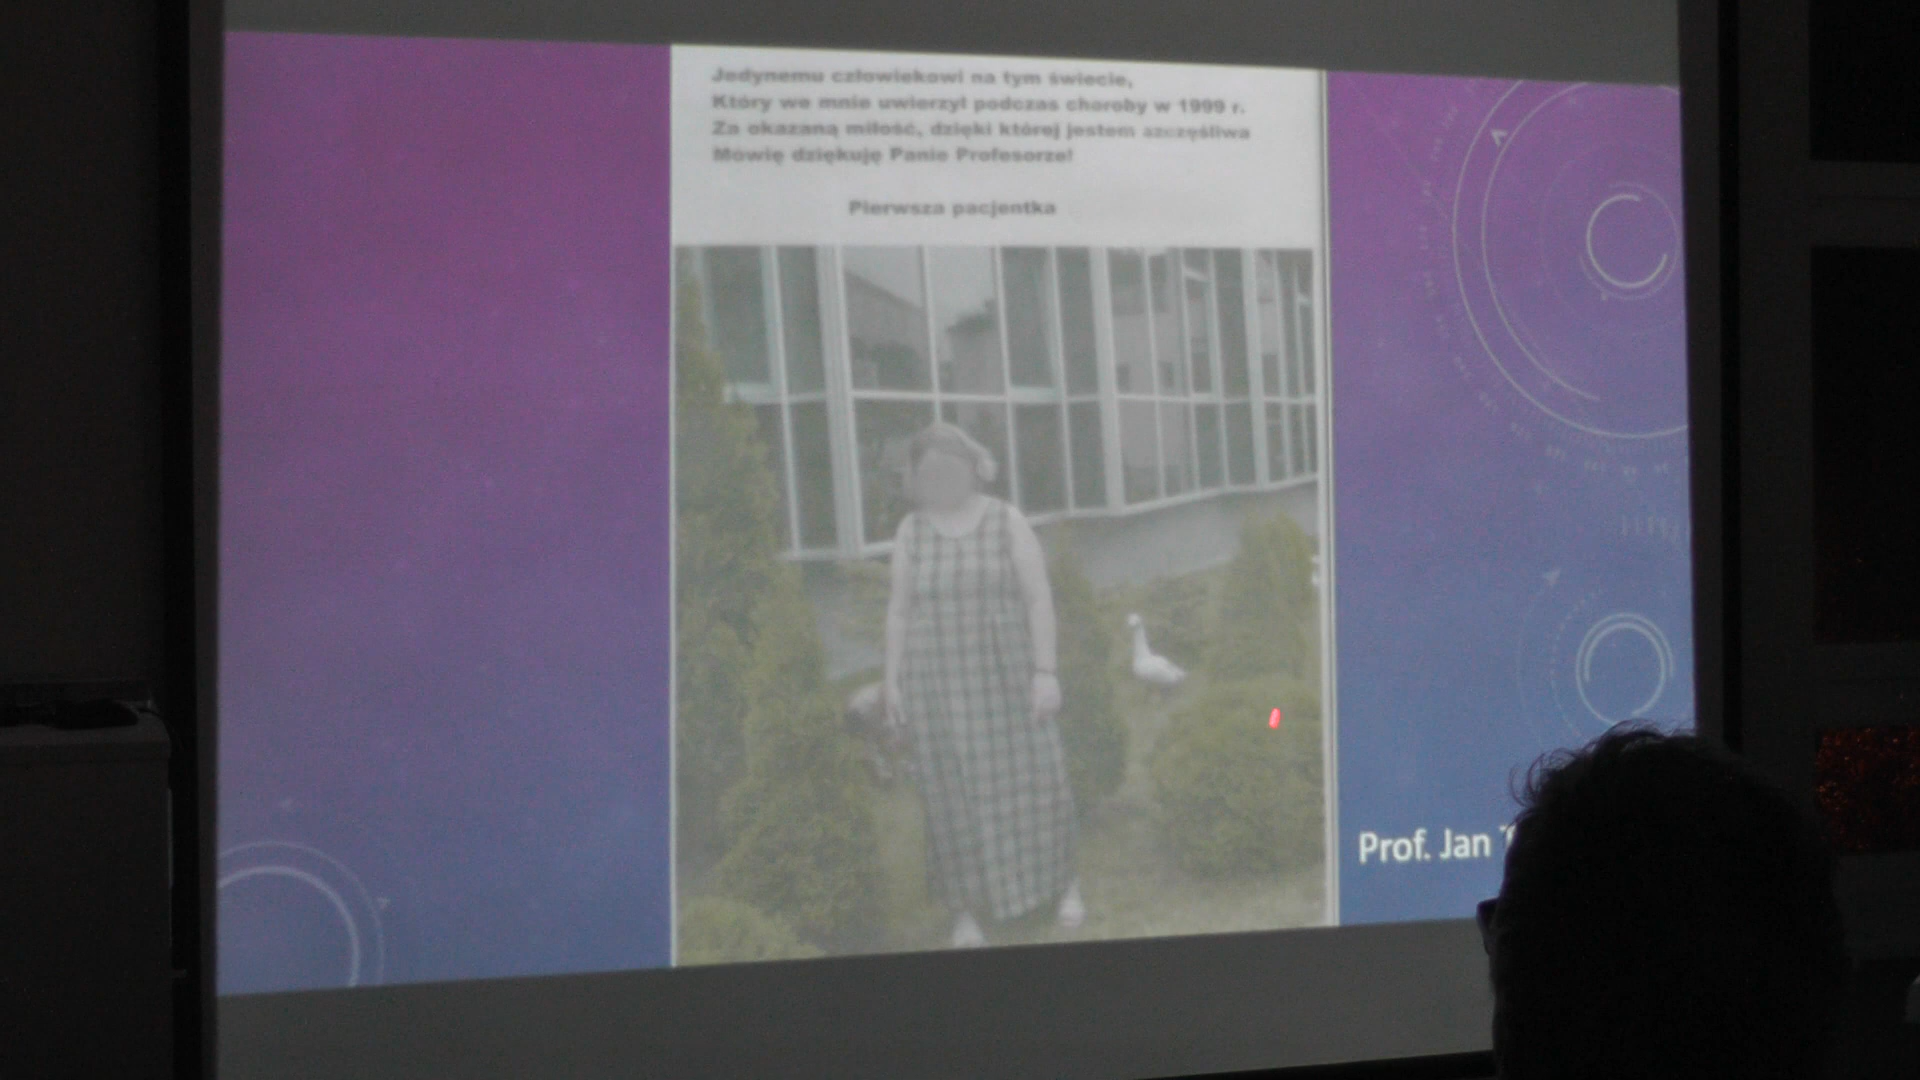 Jedynemu człowiekowi na tym świecie,
Który we mnie uwierzył podczas choroby w 1999 r.
Za okazaną miłość, dzięki której jestem szczęśliwa
Mówię dziękuję Panie Profesorze!
Pierwsza pacjentka
Prof. Jan